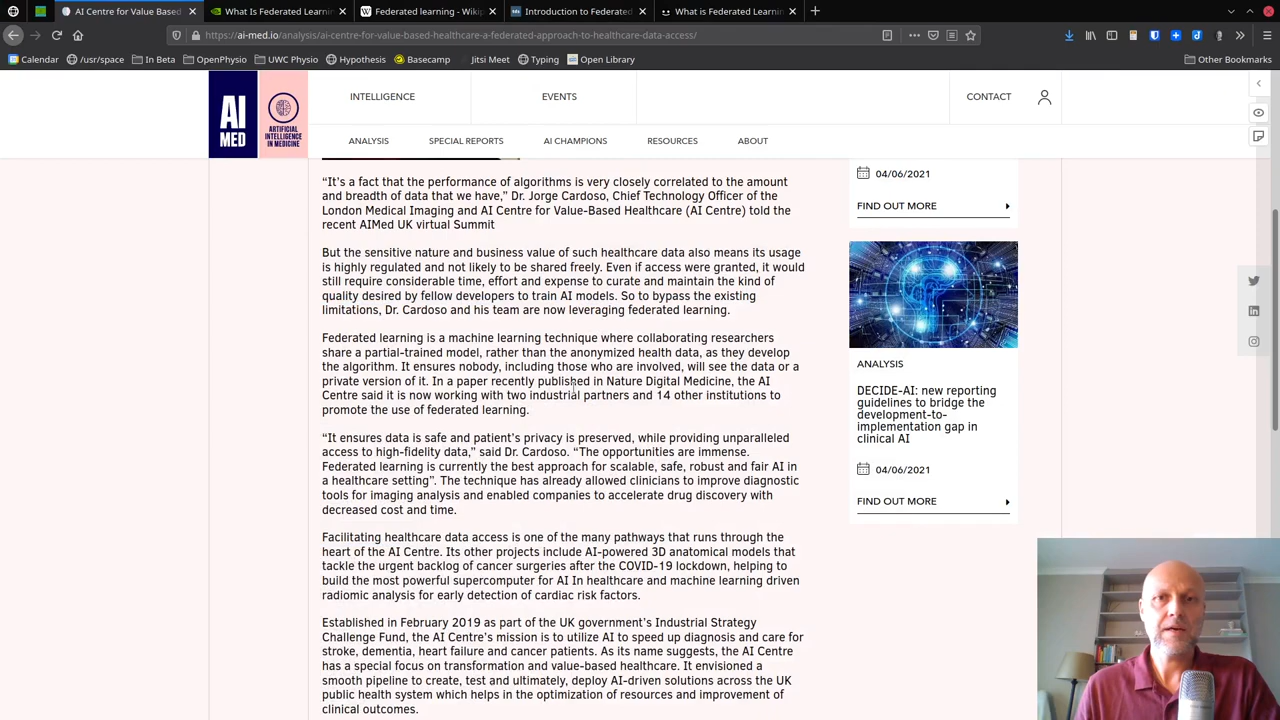 AI Centre for Value Based
What Is Federated Learnin
Federated learning - Wikip
Introduction to Federated
What is Federated Learnin
https://ai-med.io/analysis/ai-centre-for-value-based-healthcare-a-federated-approach-to-healthcare-data-access/
Calendar
/usr/space
In Beta
OpenPhysio
UWC Physio
Hypothesis
Basecamp
Jitsi Meet
Typing
Open Library
Other Bookmarks
AI
MED
ARTIFICIAL
INTELLIGENCE
IN MEDICINE
INTELLIGENCE
EVENTS
CONTACT
ANALYSIS
SPECIAL REPORTS
AI CHAMPIONS
RESOURCES
ABOUT
“It’s a fact that the performance of algorithms is very closely correlated to the amount
and breadth of data that we have,” Dr. Jorge Cardoso, Chief Technology Officer of the
London Medical Imaging and AI Centre for Value-Based Healthcare (AI Centre) told the
recent AIMed UK virtual Summit
But the sensitive nature and business value of such healthcare data also means its usage
is highly regulated and not likely to be shared freely. Even if access were granted, it would
still require considerable time, effort and expense to curate and maintain the kind of
quality desired by fellow developers to train AI models. So to bypass the existing
limitations, Dr. Cardoso and his team are now leveraging federated learning.
Federated learning is a machine learning technique where collaborating researchers
share a partial-trained model, rather than the anonymized health data, as they develop
the algorithm. It ensures nobody, including those who are involved, will see the data or a
private version of it. In a paper recently published in Nature Digital Medicine, the AI
Centre said it is now working with two industrial partners and 14 other institutions to
promote the use of federated learning.
“It ensures data is safe and patient’s privacy is preserved, while providing unparalleled
access to high-fidelity data,” said Dr. Cardoso. “The opportunities are immense.
Federated learning is currently the best approach for scalable, safe, robust and fair AI in
a healthcare setting”. The technique has already allowed clinicians to improve diagnostic
tools for imaging analysis and enabled companies to accelerate drug discovery with
decreased cost and time.
Facilitating healthcare data access is one of the many pathways that runs through the
heart of the AI Centre. Its other projects include AI-powered 3D anatomical models that
tackle the urgent backlog of cancer surgeries after the COVID-19 lockdown, helping to
build the most powerful supercomputer for AI In healthcare and machine learning driven
radiomic analysis for early detection of cardiac risk factors.
Established in February 2019 as part of the UK government’s Industrial Strategy
Challenge Fund, the AI Centre’s mission is to utilize AI to speed up diagnosis and care for
stroke, dementia, heart failure and cancer patients. As its name suggests, the AI Centre
has a special focus on transformation and value-based healthcare. It envisioned a
smooth pipeline to create, test and ultimately, deploy AI-driven solutions across the UK
public health system which helps in the optimization of resources and improvement of
clinical outcomes.
04/06/2021
FIND OUT MORE
ANALYSIS
DECIDE-AI: new reporting
guidelines to bridge the
development-to-
implementation gap in
clinical AI
04/06/2021
FIND OUT MORE